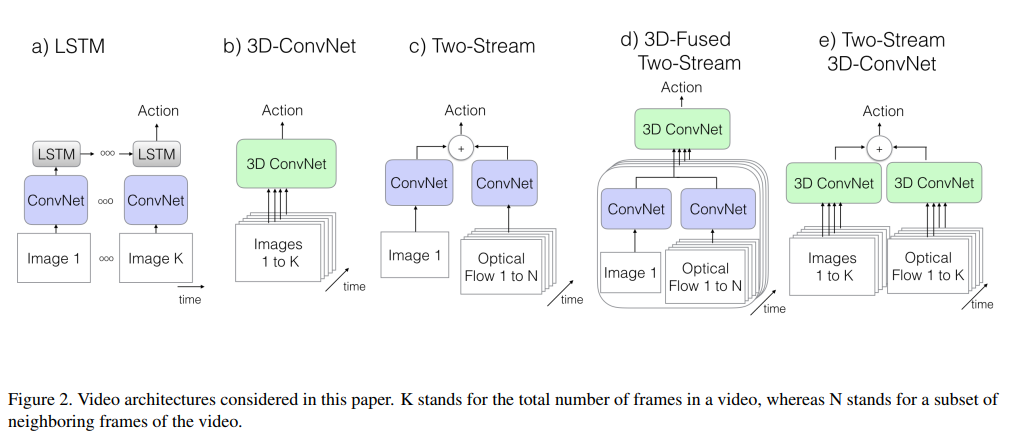 a) LSTM
b) 3D-ConvNet
c) Two-Stream
d) 3D-Fused
Two-Stream
e) Two-Stream
3D-ConvNet
Action
LSTM
ooo
LSTM
ConvNet
ooo
ConvNet
Image 1
ooo
Image K
time
Action
3D ConvNet
Images
1 to K
time
Action
+
ConvNet
ConvNet
Image 1
Optical
Flow 1 to N
time
Action
3D ConvNet
ConvNet
ConvNet
Image 1
Optical
Flow 1 to N
time
Action
+
3D ConvNet
3D ConvNet
Images
1 to K
Optical
Flow 1 to K
time
Figure 2. Video architectures considered in this paper. K stands for the total number of frames in a video, whereas N stands for a subset of
neighboring frames of the video.